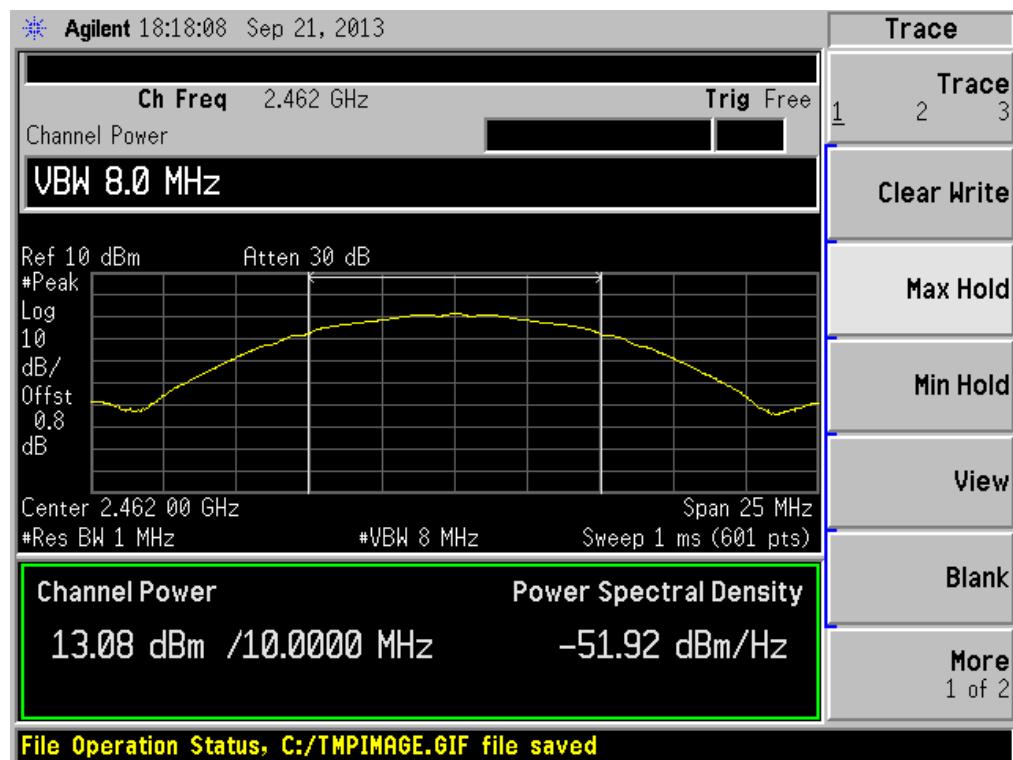 Agilent 18:18:08 Sep 21, 2013
Trace
Ch Freq 2.462 GHz Trig Free
Channel Power
VBW 8.0 MHz
Ref 10 dBm Atten 30 dB
#Peak
Log
10
dB/
Offst
0.8
dB
Center 2.462 00 GHz Span 25 MHz
#Res BW 1 MHz #VBW 8 MHz Sweep 1 ms (601 pts)
Channel Power Power Spectral Density
13.08 dBm /10.0000 MHz -51.92 dBm/Hz
File Operation Status, C:/TMPIMAGE.GIF file saved
Trace
1 2 3
Clear Write
Max Hold
Min Hold
View
Blank
More
1 of 2